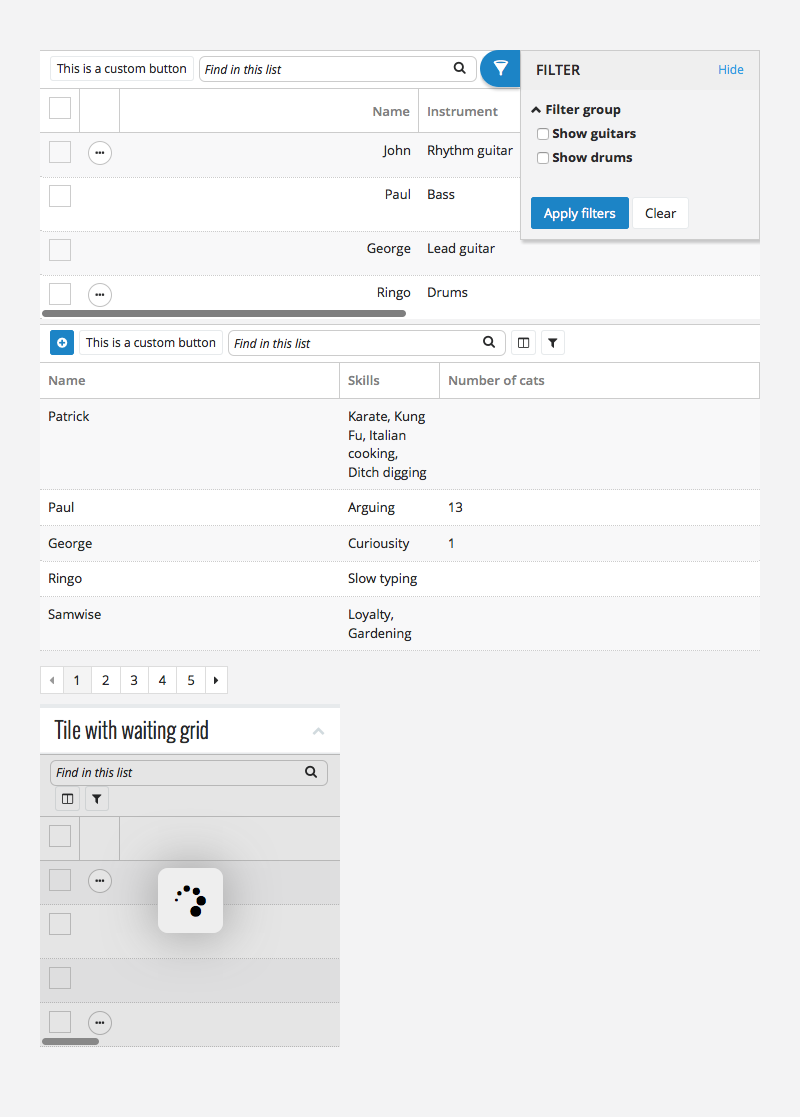 This is a custom button Find in this list FILTER Hide
Name Instrument
Filter group
Show guitars
John Rhythm guitar
Show drums
Paul Bass
Apply filters Clear
George Lead guitar
Ringo Drums
This is a custom button Find in this list
Name Skills Number of cats
Patrick Karate, Kung
Fu, Italian
cooking,
Ditch digging
Paul Arguing 13
George Curiousity 1
Ringo Slow typing
Samwise Loyalty,
Gardening
1 2 3 4 5
Tile with waiting grid
Find in this list